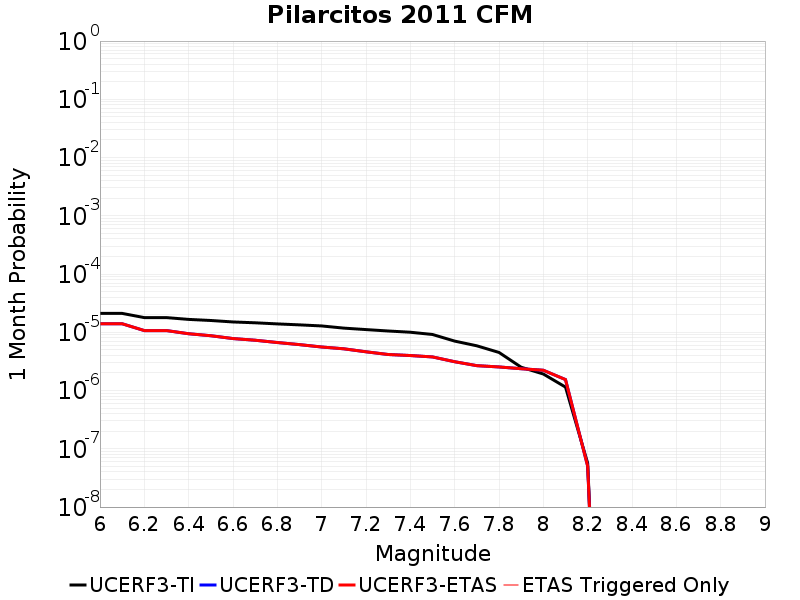 Pilarcitos 2011 CFM
10^0
10^-1
10^-2
10^-3
10^-4
10^-5
10^-6
10^-7
10^-8
1 Month Probability
6 6.2 6.4 6.6 6.8 7 7.2 7.4 7.6 7.8 8 8.2 8.4 8.6 8.8 9
Magnitude
UCERF3-TI UCERF3-TD UCERF3-ETAS ETAS Triggered Only